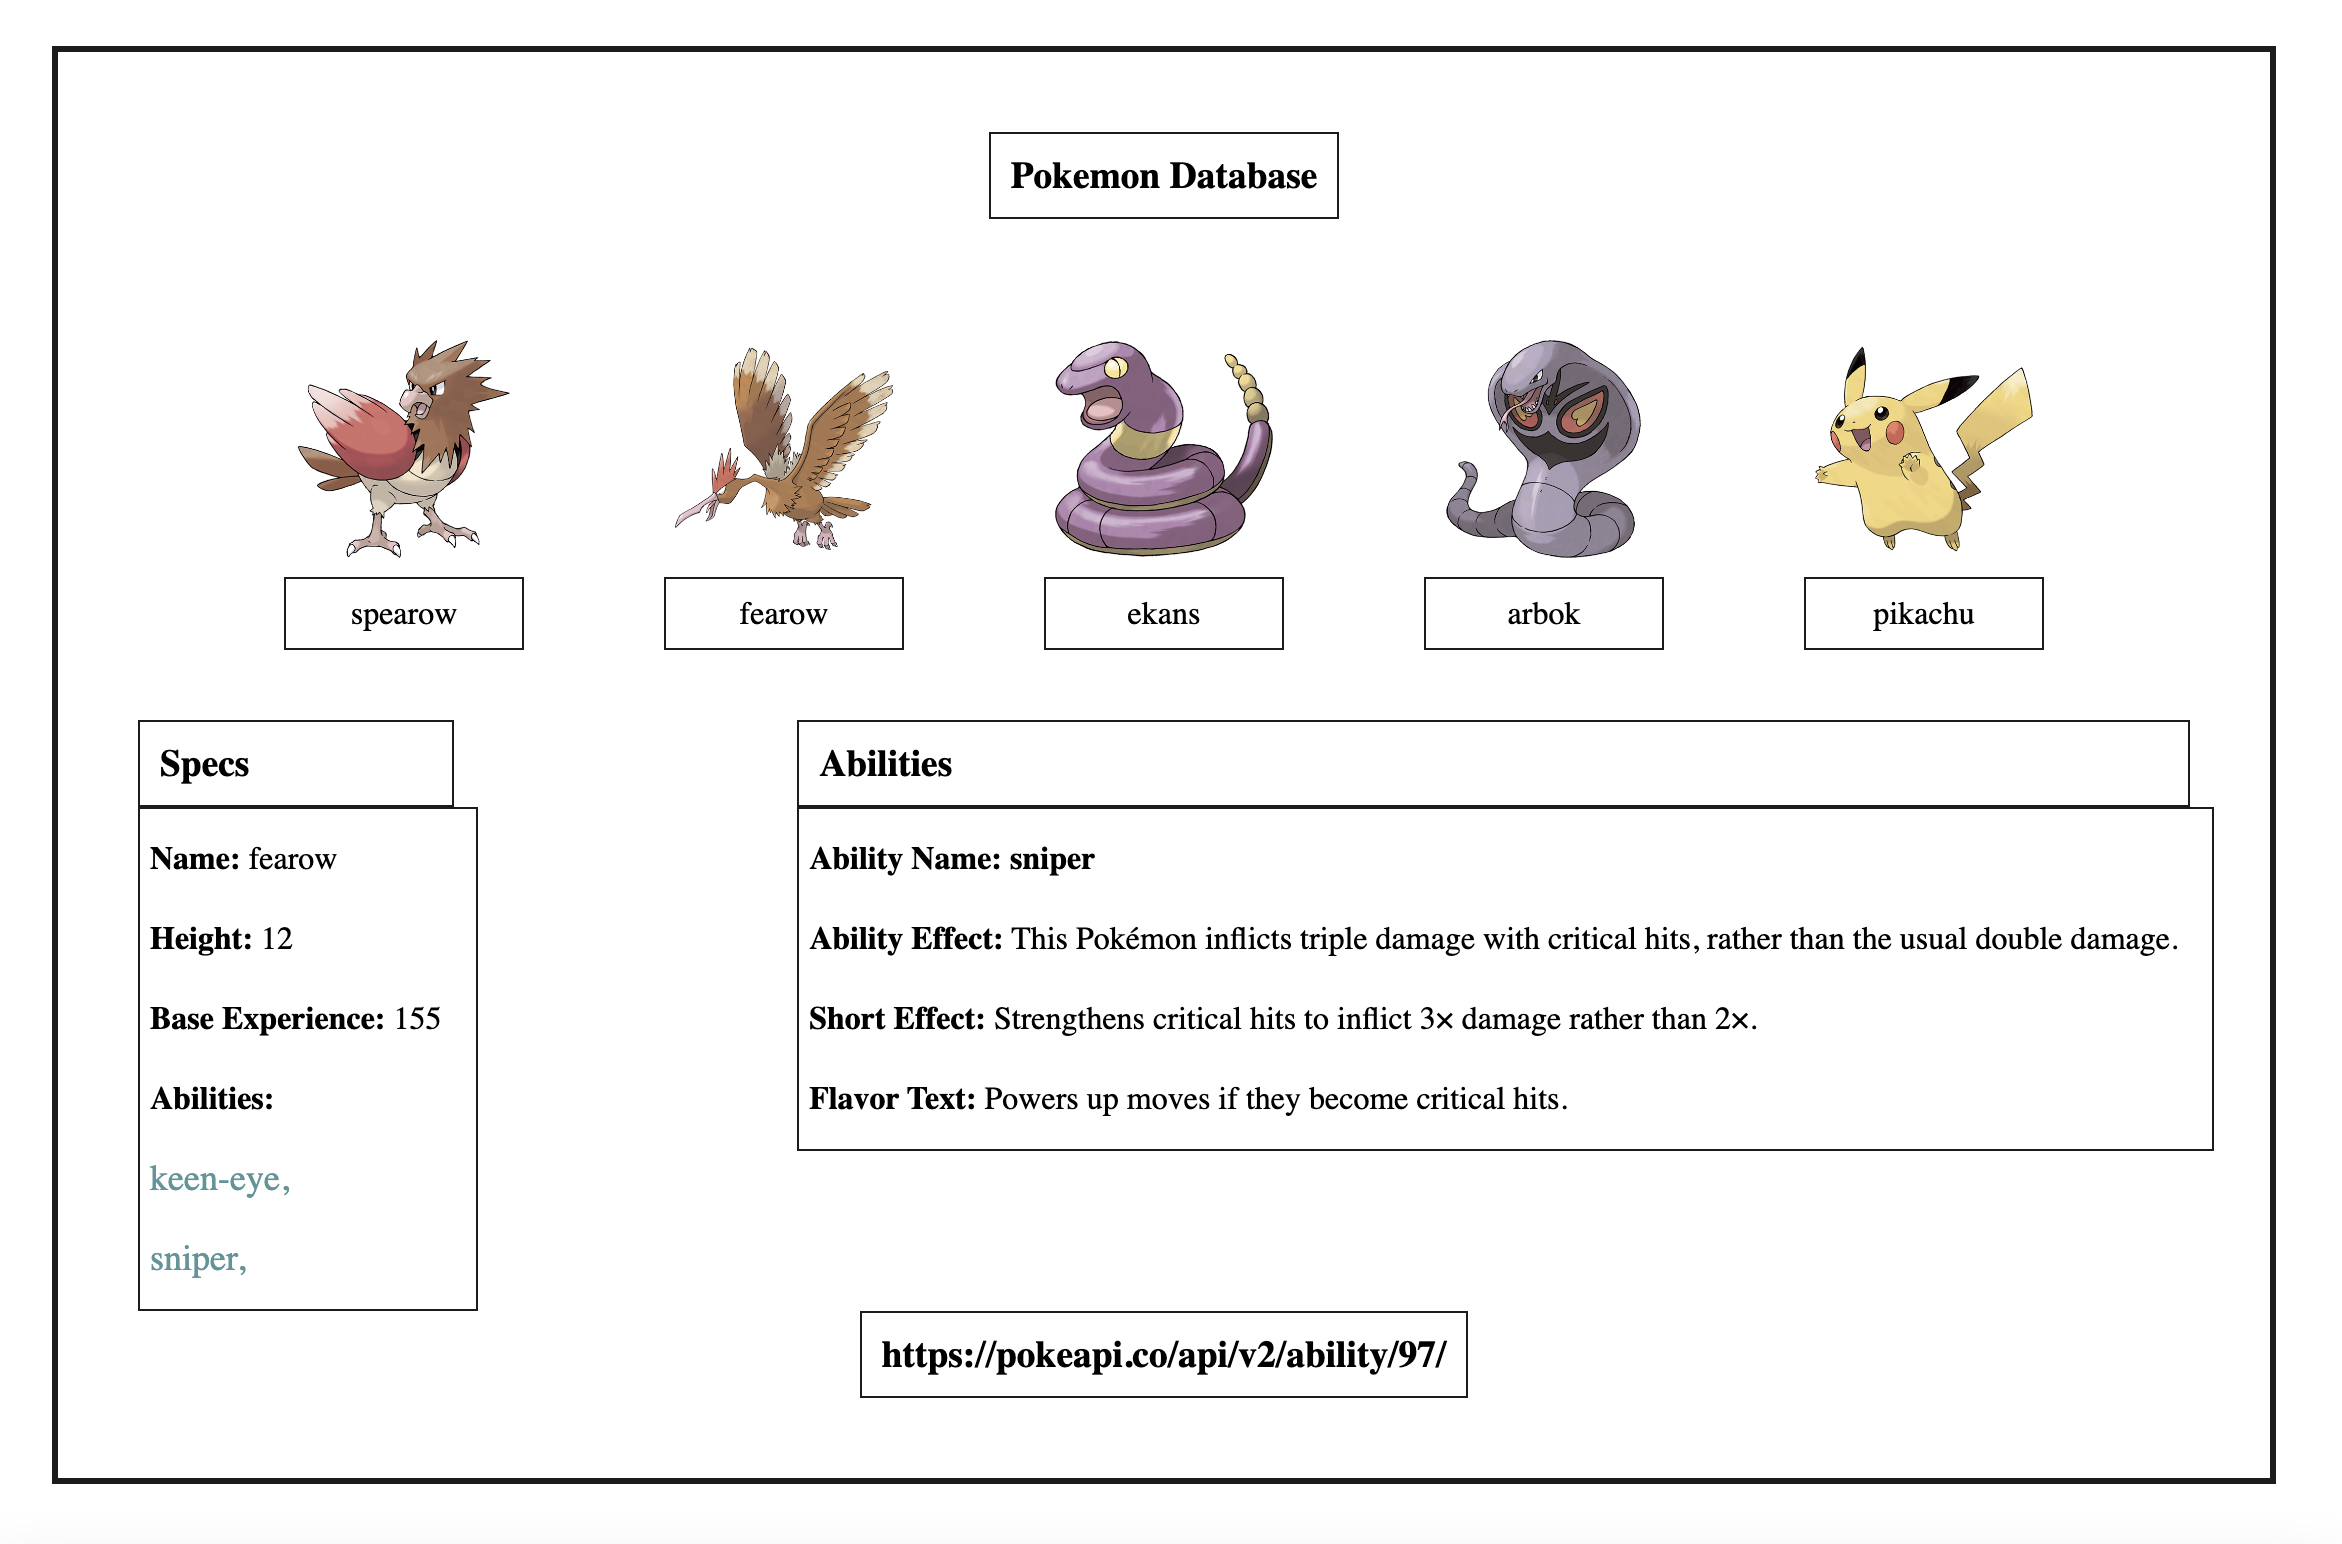 Pokemon Database
spearow
fearow
ekans
arbok
pikachu
Specs
Name: fearow
Height: 12
Base Experience: 155
Abilities:
keen-eye,
sniper,
Abilities
Ability Name: sniper
Ability Effect: This Pokémon inflicts triple damage with critical hits, rather than the usual double damage.
Short Effect: Strengthens critical hits to inflict 3× damage rather than 2×.
Flavor Text: Powers up moves if they become critical hits.
https://pokeapi.co/api/v2/ability/97/